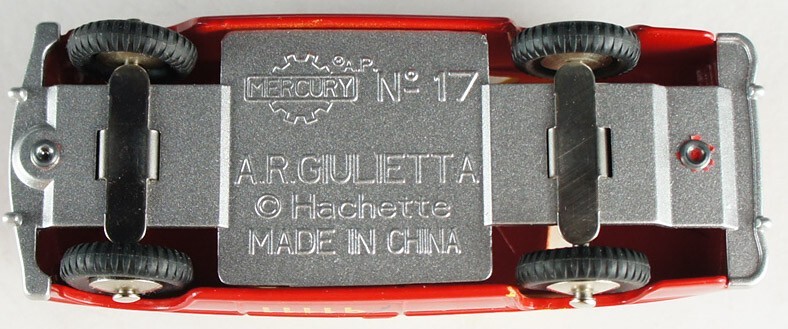 MERCURY ®A.P. Nº 17
A.R.GIULIETTA
© Hachette
MADE IN CHINA